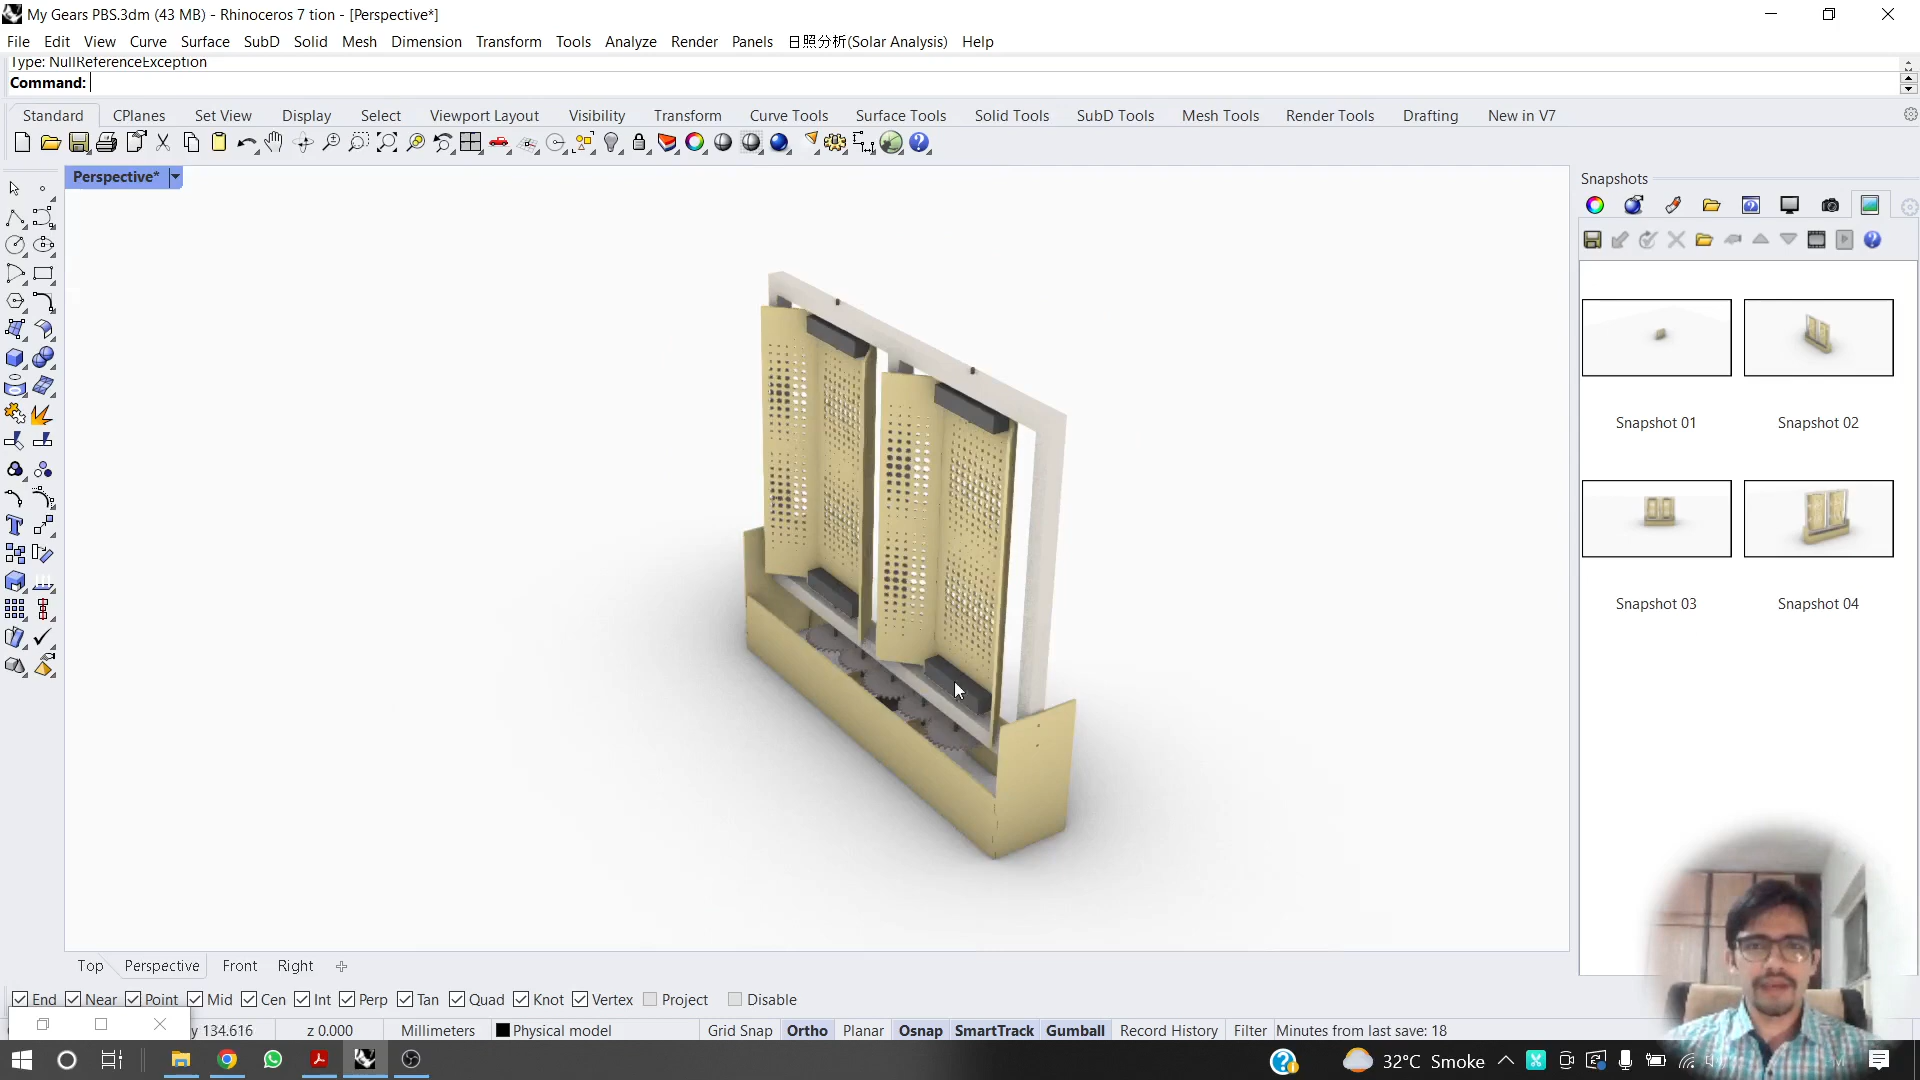 My Gears PBS.3dm (43 MB) - Rhinoceros 7 tion - [Perspective*]
File Edit View Curve Surface SubD Solid Mesh Dimension Transform Tools Analyze Render Panels 日照分析(Solar Analysis) Help
Type: NullReferenceException
Command:
Standard CPlanes Set View Display Select Viewport Layout Visibility Transform Curve Tools Surface Tools Solid Tools SubD Tools Mesh Tools Render Tools Drafting New in V7
Perspective*
Snapshots
Snapshot 01 Snapshot 02
Snapshot 03 Snapshot 04
Top Perspective Front Right
End Near Point Mid Cen Int Perp Tan Quad Knot Vertex Project Disable
y 134.616 z 0.000 Millimeters Physical model Grid Snap Ortho Planar Osnap SmartTrack Gumball Record History Filter Minutes from last save: 18
32°C Smoke